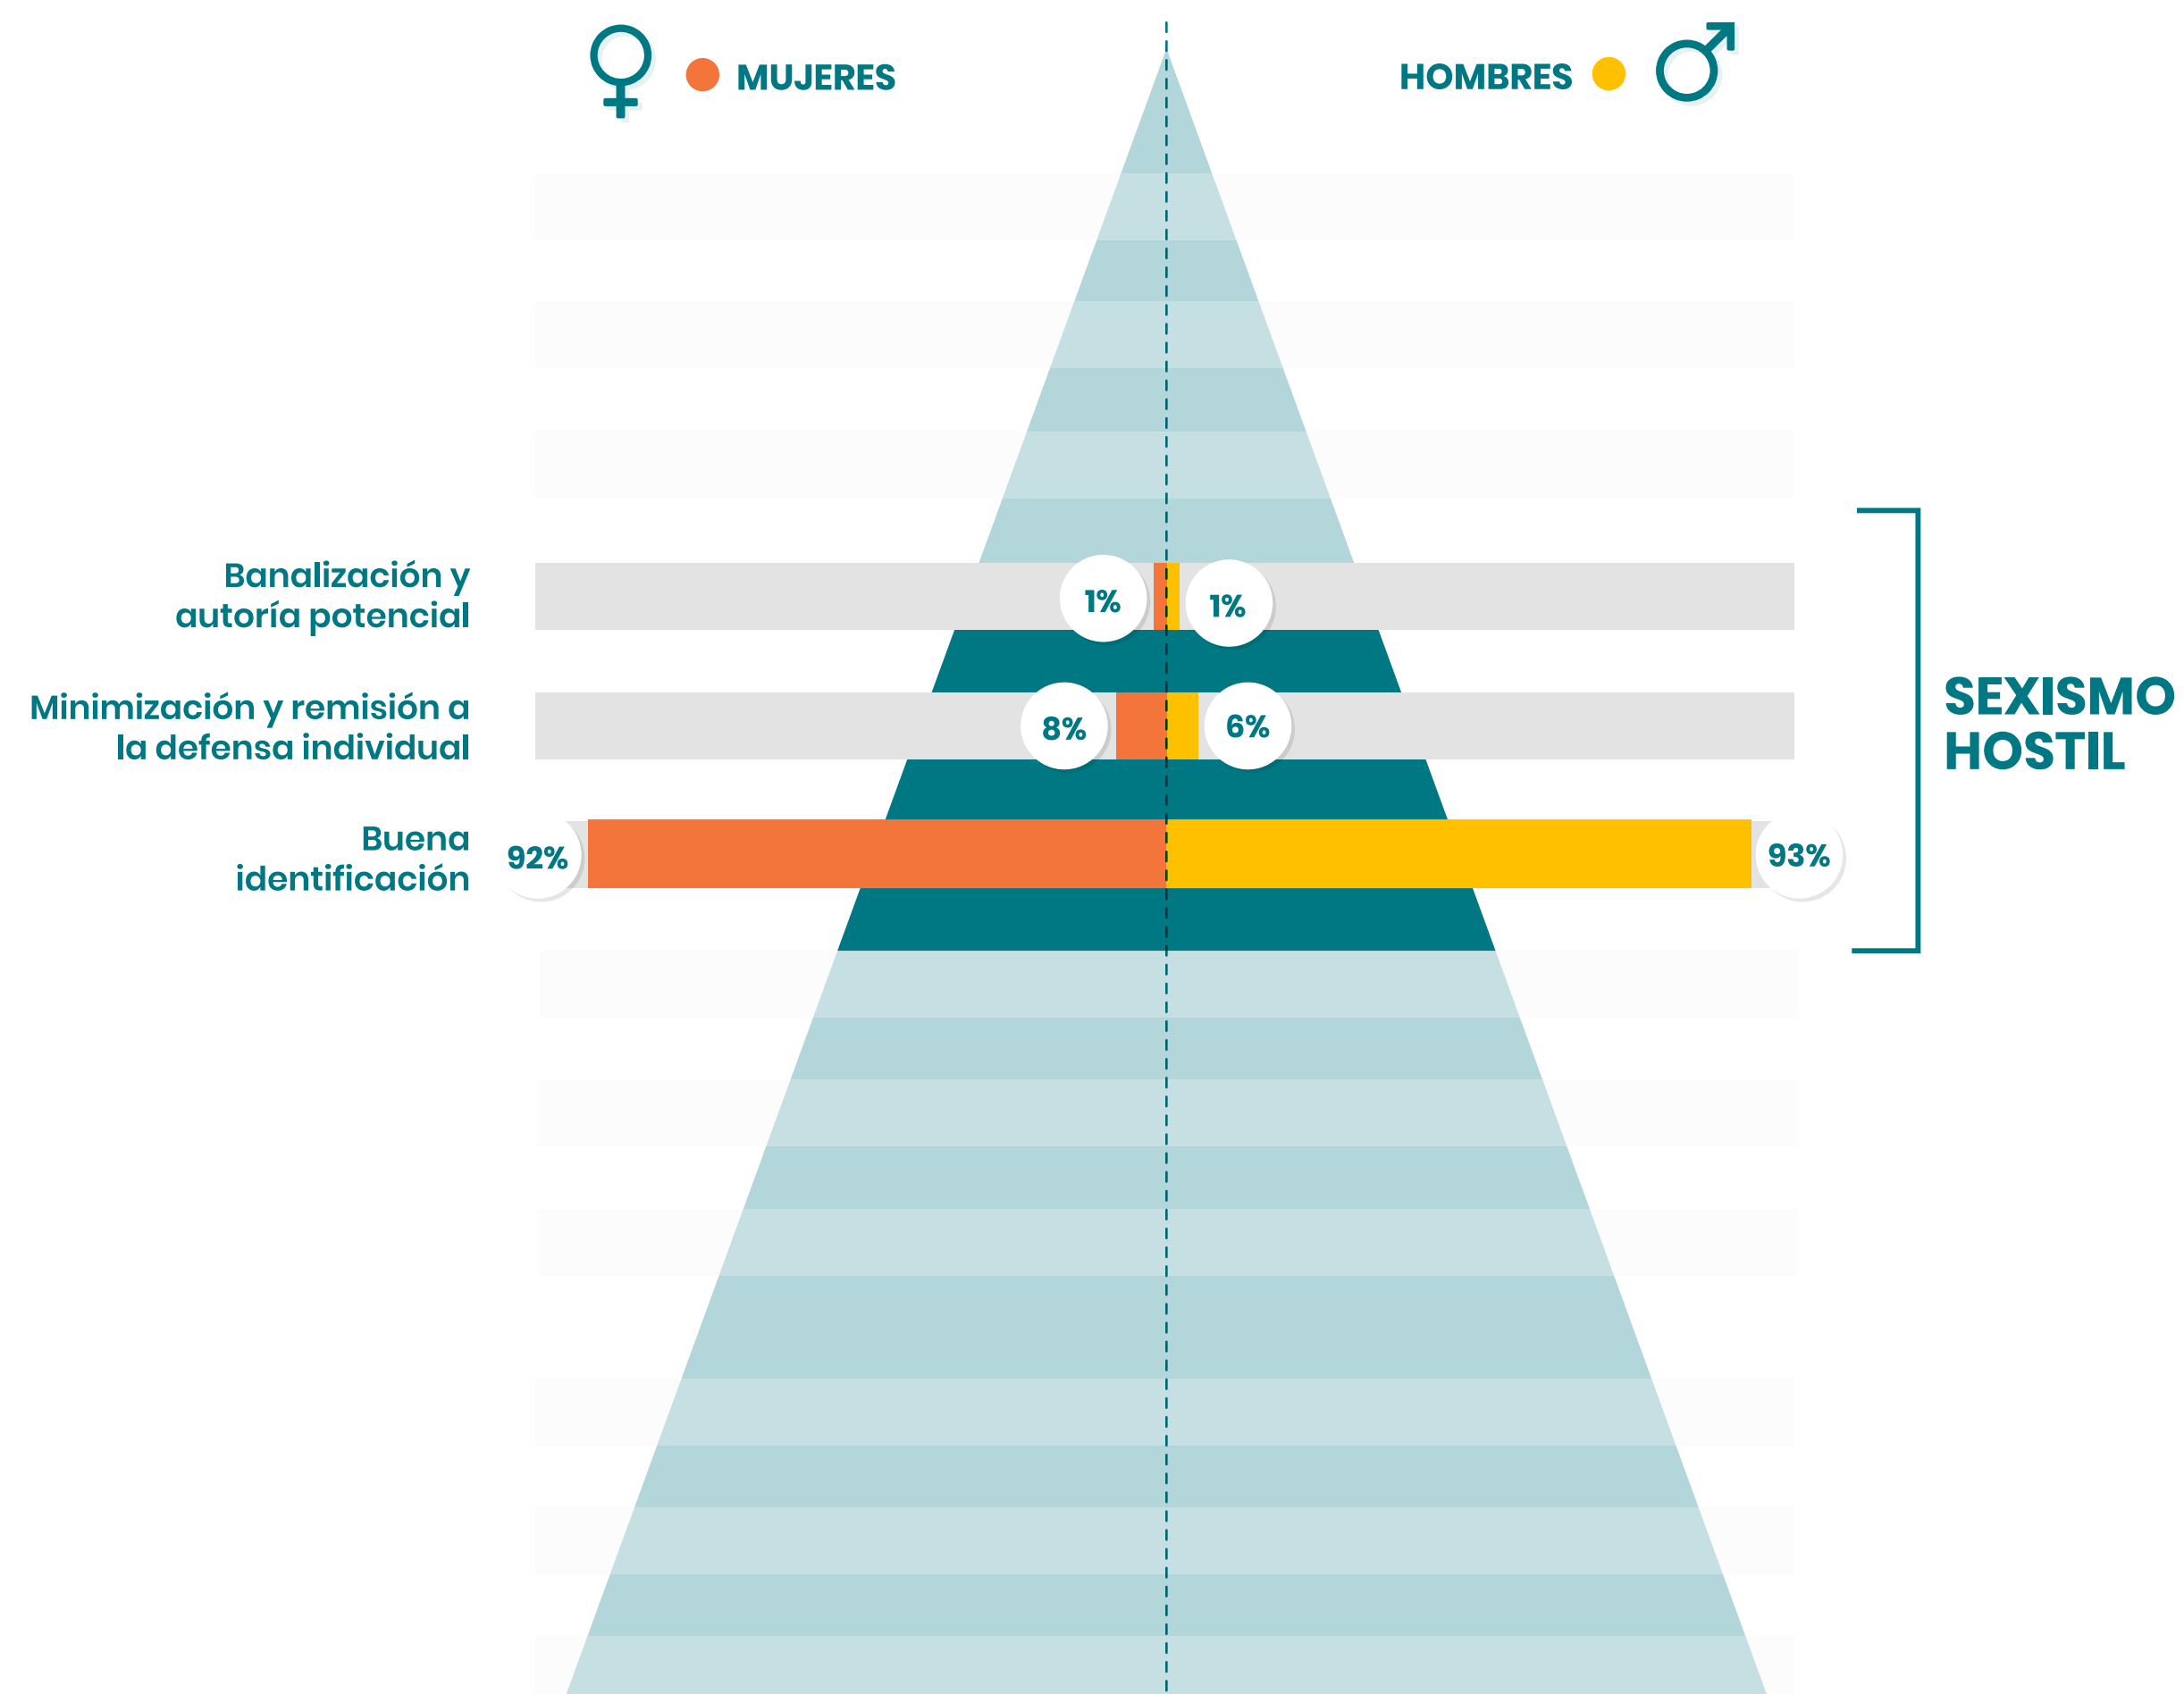 MUJERES
HOMBRES
Banalización y
autoría potencial
1%
1%
Minimización y remisión a
la defensa individual
8%
6%
Buena
identificación
92%
93%
SEXISMO
HOSTIL